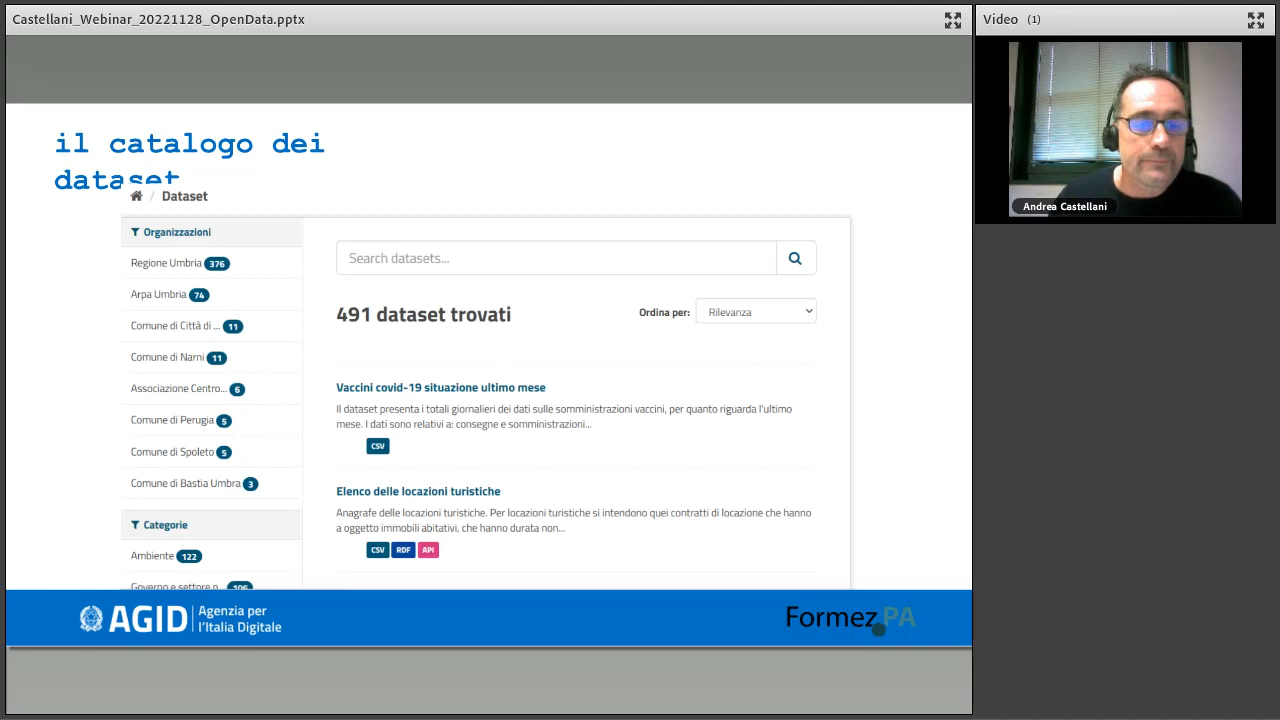 Castellani_Webinar_20221128_OpenData.pptx
Video (1)
Andrea Castellani
il catalogo dei
dataset
Dataset
Organizzazioni
Regione Umbria 376
Arpa Umbria 74
Comune di Città di ... 11
Comune di Narni 11
Associazione Centro... 6
Comune di Perugia 5
Comune di Spoleto 5
Comune di Bastia Umbra 3
Categorie
Ambiente 122
Governo e settore p... 106
Search datasets...
491 dataset trovati
Ordina per: Rilevanza
Vaccini covid-19 situazione ultimo mese
Il dataset presenta i totali giornalieri dei dati sulle somministrazioni vaccini, per quanto riguarda l'ultimo
mese. I dati sono relativi a: consegne e somministrazioni...
CSV
Elenco delle locazioni turistiche
Anagrafe delle locazioni turistiche. Per locazioni turistiche si intendono quei contratti di locazione che hanno
a oggetto immobili abitativi, che hanno durata non...
CSV RDF API
AGID Agenzia per
l'Italia Digitale
Formez PA